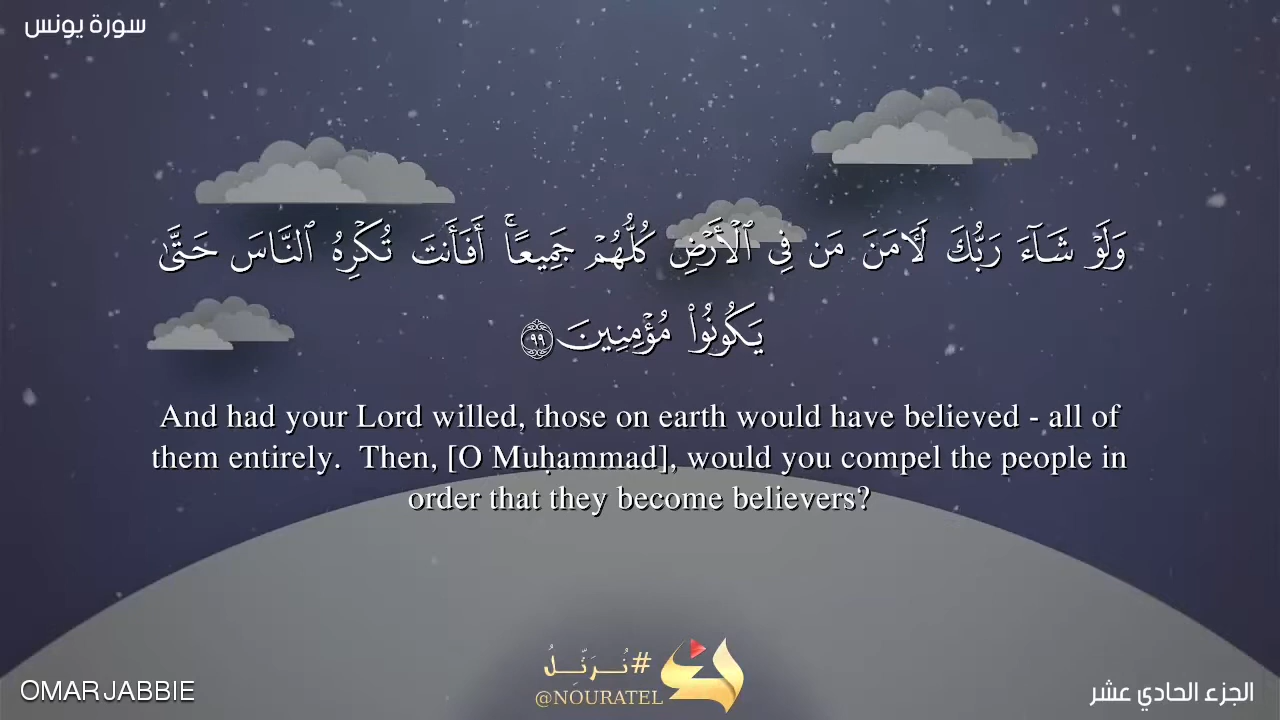 سورة يونس
وَلَوْ شَآءَ رَبُّكَ لَـَٔامَنَ مَن فِى ٱلْأَرْضِ كُلُّهُمْ جَمِيعًا ۚ أَفَأَنتَ تُكْرِهُ ٱلنَّاسَ حَتَّىٰ
يَكُونُوا۟ مُؤْمِنِينَ ٩٩
And had your Lord willed, those on earth would have believed - all of
them entirely.  Then, [O Muḥammad], would you compel the people in
order that they become believers?
#نُـرَتِّـلُ
@NOURATEL
OMAR JABBIE
الجزء الحادي عشر